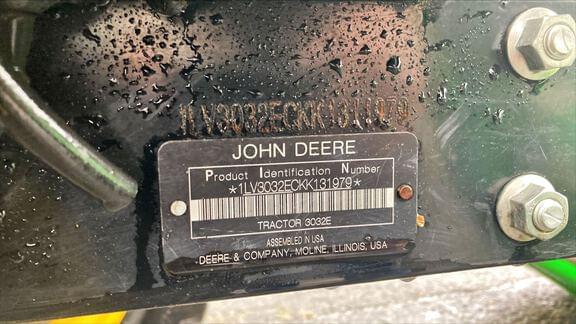 1LV3032ECKK131979
JOHN DEERE
Product Identification Number
*1LV3032ECKK131979*
TRACTOR 3032E
ASSEMBLED IN USA
DEERE & COMPANY, MOLINE, ILLINOIS, USA